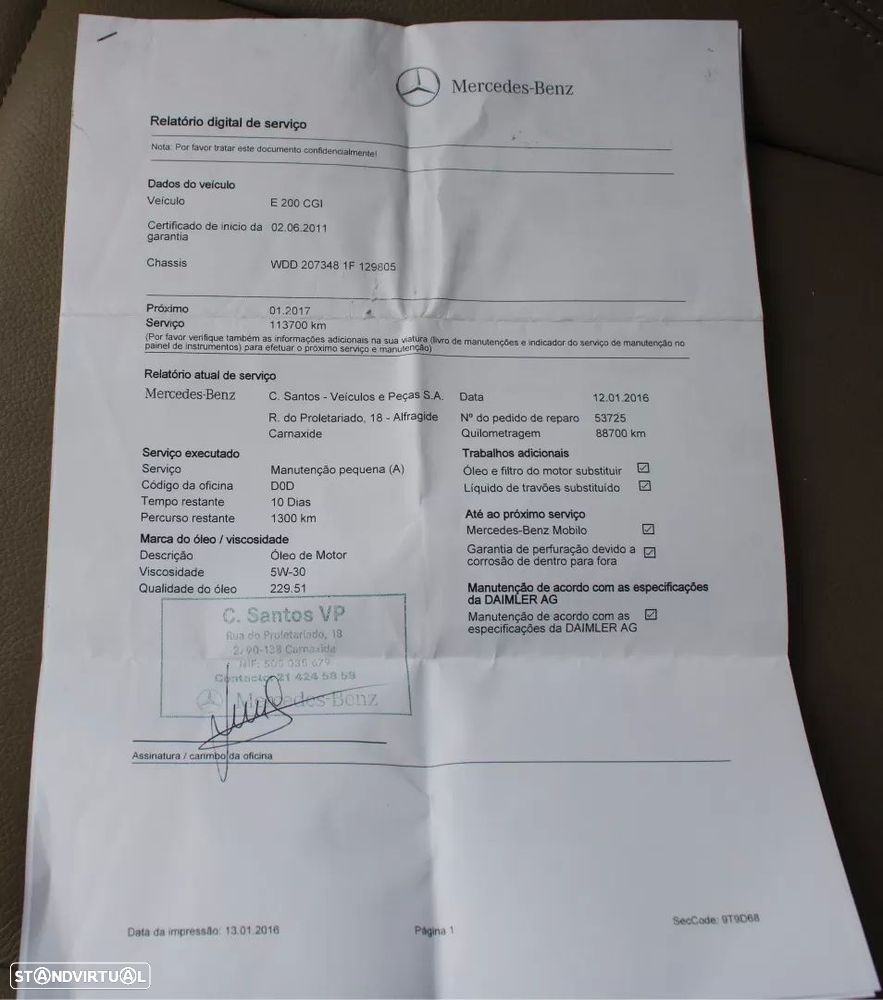 Mercedes-Benz
Relatório digital de serviço
Nota: Por favor tratar este documento confidencialmente!
Dados do veículo
Veículo E 200 CGI
Certificado de inicio da garantia 02.06.2011
Chassis WDD 207348 1F 129805
Próximo 01.2017
Serviço 113700 km
(Por favor verifique também as informações adicionais na sua viatura (livro de manutenções e indicador do serviço de manutenção no
painel de instrumentos) para efetuar o próximo serviço e manutenção)
Relatório atual de serviço
Mercedes-Benz C. Santos - Veículos e Peças S.A. Data 12.01.2016
R. do Proletariado, 18 - Alfragide Nº do pedido de reparo 53725
Carnaxide Quilometragem 88700 km
Serviço executado Trabalhos adicionais
Serviço Manutenção pequena (A) Óleo e filtro do motor substituir ☑
Código da oficina D0D Líquido de travões substituído ☑
Tempo restante 10 Dias
Percurso restante 1300 km
Até ao próximo serviço
Mercedes-Benz Mobilo ☑
Garantia de perfuração devido a
corrosão de dentro para fora ☑
Marca do óleo / viscosidade
Descrição Óleo de Motor
Viscosidade 5W-30
Qualidade do óleo 229.51
Manutenção de acordo com as especificações
da DAIMLER AG
Manutenção de acordo com as
especificações da DAIMLER AG ☑
C. Santos VP
Rua do Proletariado, 18
Carnaxide
Contacto: 21 424 58 58
Mercedes-Benz
Assinatura / carimbo da oficina
Data da impressão: 13.01.2016 Página 1 SecCode: 9T9D68
STANDVIRTUAL